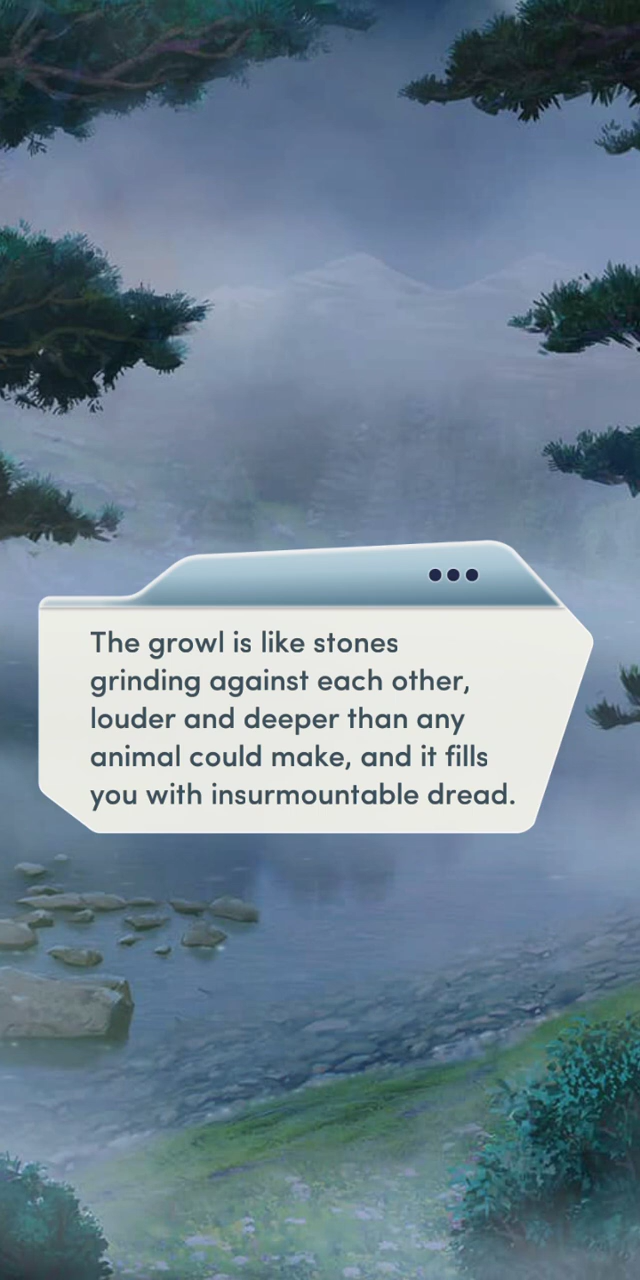 The growl is like stones
grinding against each other,
louder and deeper than any
animal could make, and it fills
you with insurmountable dread.